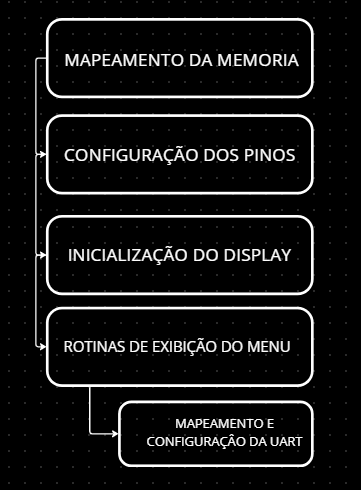 MAPEAMENTO DA MEMORIA
CONFIGURAÇÃO DOS PINOS
INICIALIZAÇÃO DO DISPLAY
ROTINAS DE EXIBIÇÃO DO MENU
MAPEAMENTO E
CONFIGURAÇÃO DA UART